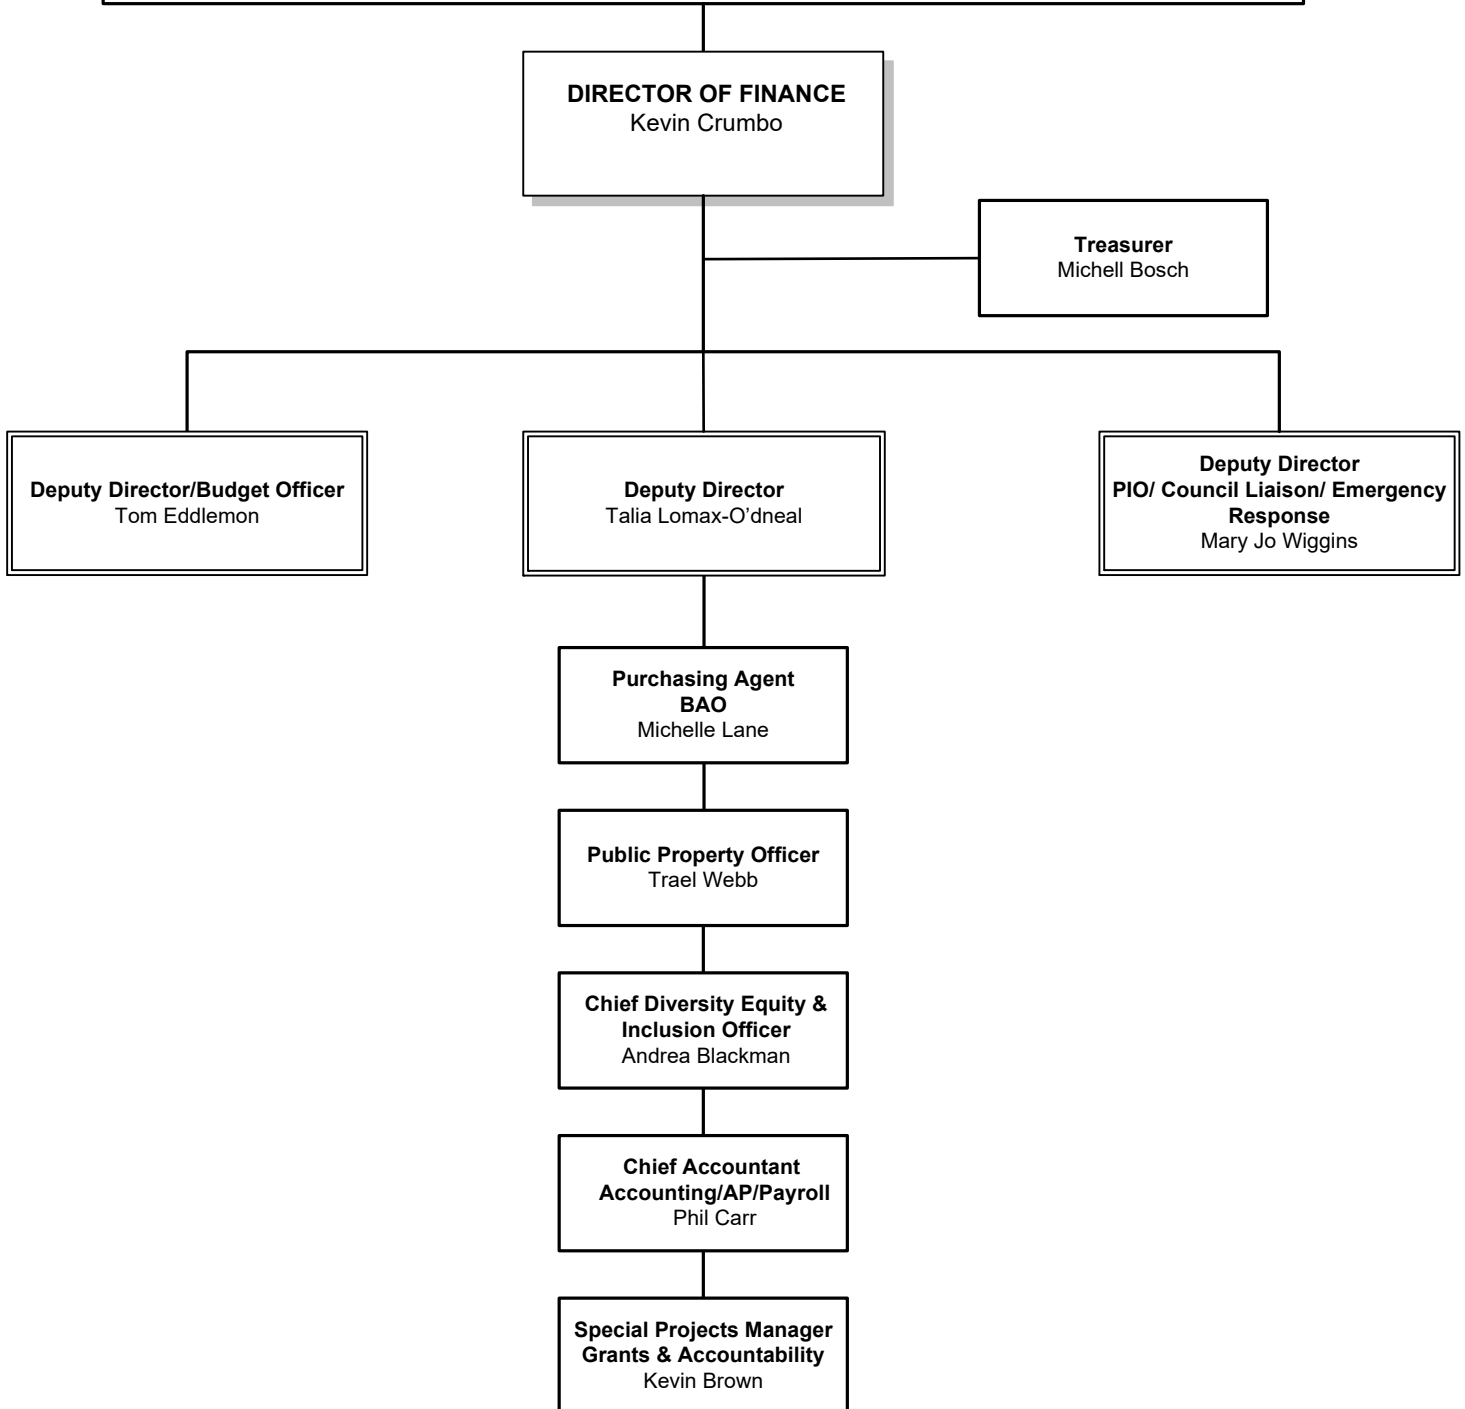 DIRECTOR OF FINANCE
Kevin Crumbo
Treasurer
Michell Bosch
Deputy Director/Budget Officer
Tom Eddlemon
Deputy Director
Talia Lomax-O’dneal
Deputy Director
PIO/ Council Liaison/ Emergency
Response
Mary Jo Wiggins
Purchasing Agent
BAO
Michelle Lane
Public Property Officer
Trael Webb
Chief Diversity Equity &
Inclusion Officer
Andrea Blackman
Chief Accountant
Accounting/AP/Payroll
Phil Carr
Special Projects Manager
Grants & Accountability
Kevin Brown